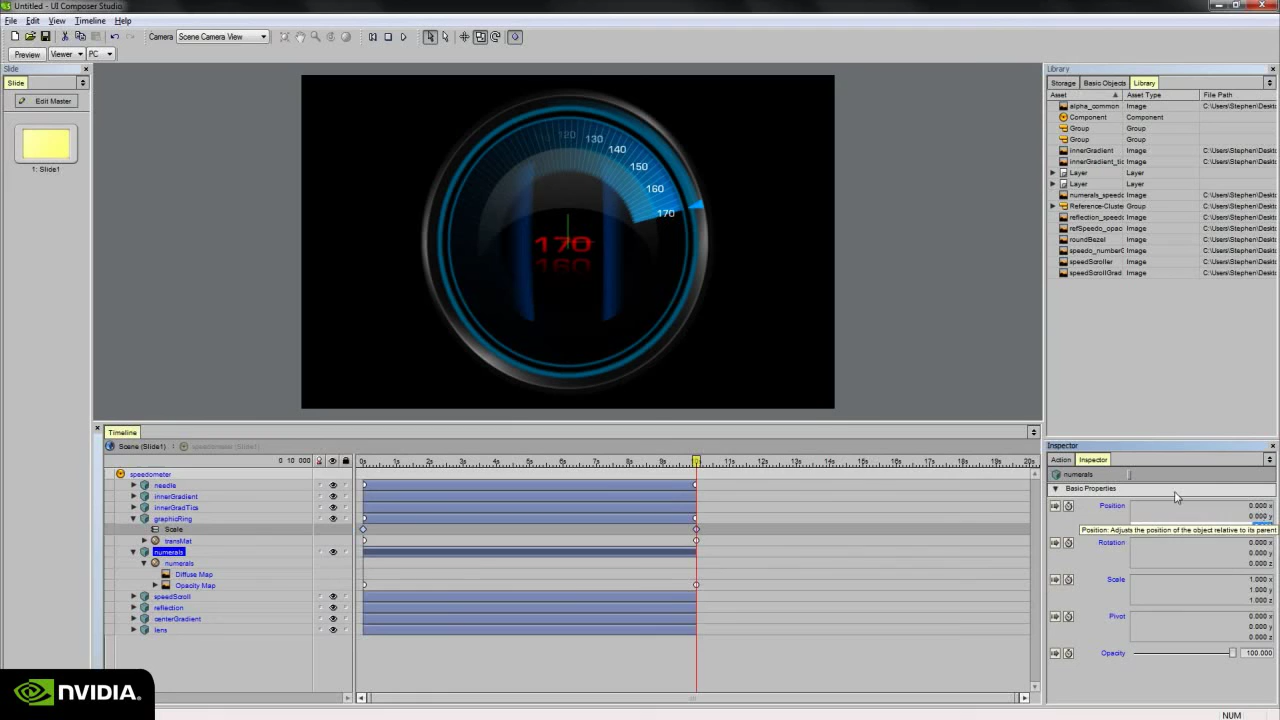 Untitled - UI Composer Studio
File Edit View Timeline Help
Camera Scene Camera View
Preview Viewer PC
Slide
Slide
Edit Master
1: Slide1
120 130 140 150 160 170
170
160
Library
Storage Basic Objects Library
Asset Asset Type File Path
alpha_common Image C:\Users\Stephen\Deskt
Component Component
Group Group
Group Group
innerGradient Image C:\Users\Stephen\Deskt
innerGradient_tic Image C:\Users\Stephen\Deskt
Layer Layer
Layer Layer
numerals_speedo Image C:\Users\Stephen\Deskt
Reference-Cluste Group C:\Users\Stephen\Deskt
reflection_speedo Image C:\Users\Stephen\Deskt
refSpeedo_opac Image C:\Users\Stephen\Deskt
roundBezel Image C:\Users\Stephen\Deskt
speedo_number Image C:\Users\Stephen\Deskt
speedScroller Image C:\Users\Stephen\Deskt
speedScrollGrad Image C:\Users\Stephen\Deskt
Timeline
Scene (Slide1) : speedometer (Slide1)
0 10 000 0s 1s 2s 3s 4s 5s 6s 7s 8s 9s 11s 12s 13s 14s 15s 16s 17s 18s 19s 20s
speedometer
needle
innerGradient
innerGradTics
graphicRing
Scale
transMat
numerals
numerals
Diffuse Map
Opacity Map
speedScroll
reflection
centerGradient
lens
Inspector
Action Inspector
numerals
Basic Properties
Position 0.000 x
0.000 y
Position: Adjusts the position of the object relative to its parent
Rotation 0.000 x
0.000 y
0.000 z
Scale 1.000 x
1.000 y
1.000 z
Pivot 0.000 x
0.000 y
0.000 z
Opacity 100.000
NVIDIA.
NUM